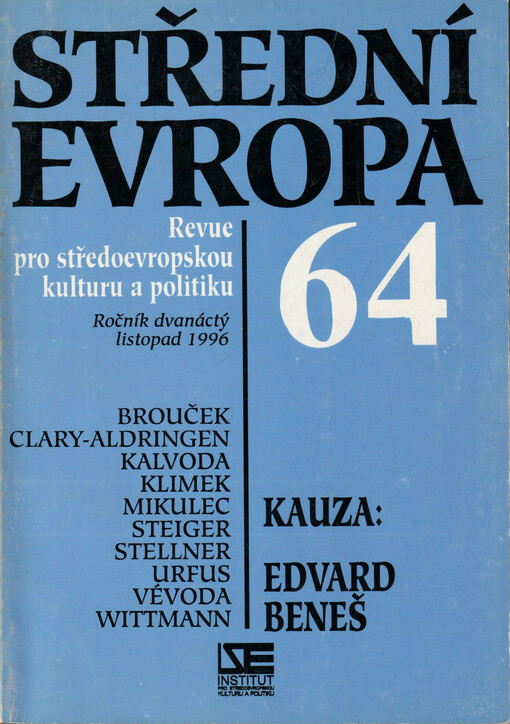 STŘEDNÍ
EVROPA
Revue
pro středoevropskou
kulturu a politiku
64
Ročník dvanáctý
listopad 1996
BROUČEK
CLARY-ALDRINGEN
KALVODA
KLIMEK
MIKULEC
STEIGER
STELLNER
URFUS
VÉVODA
WITTMANN
KAUZA:
EDVARD
BENEŠ
ISE
INSTITUT
PRO STŘEDOEVROPSKOU
KULTURU A POLITIKU